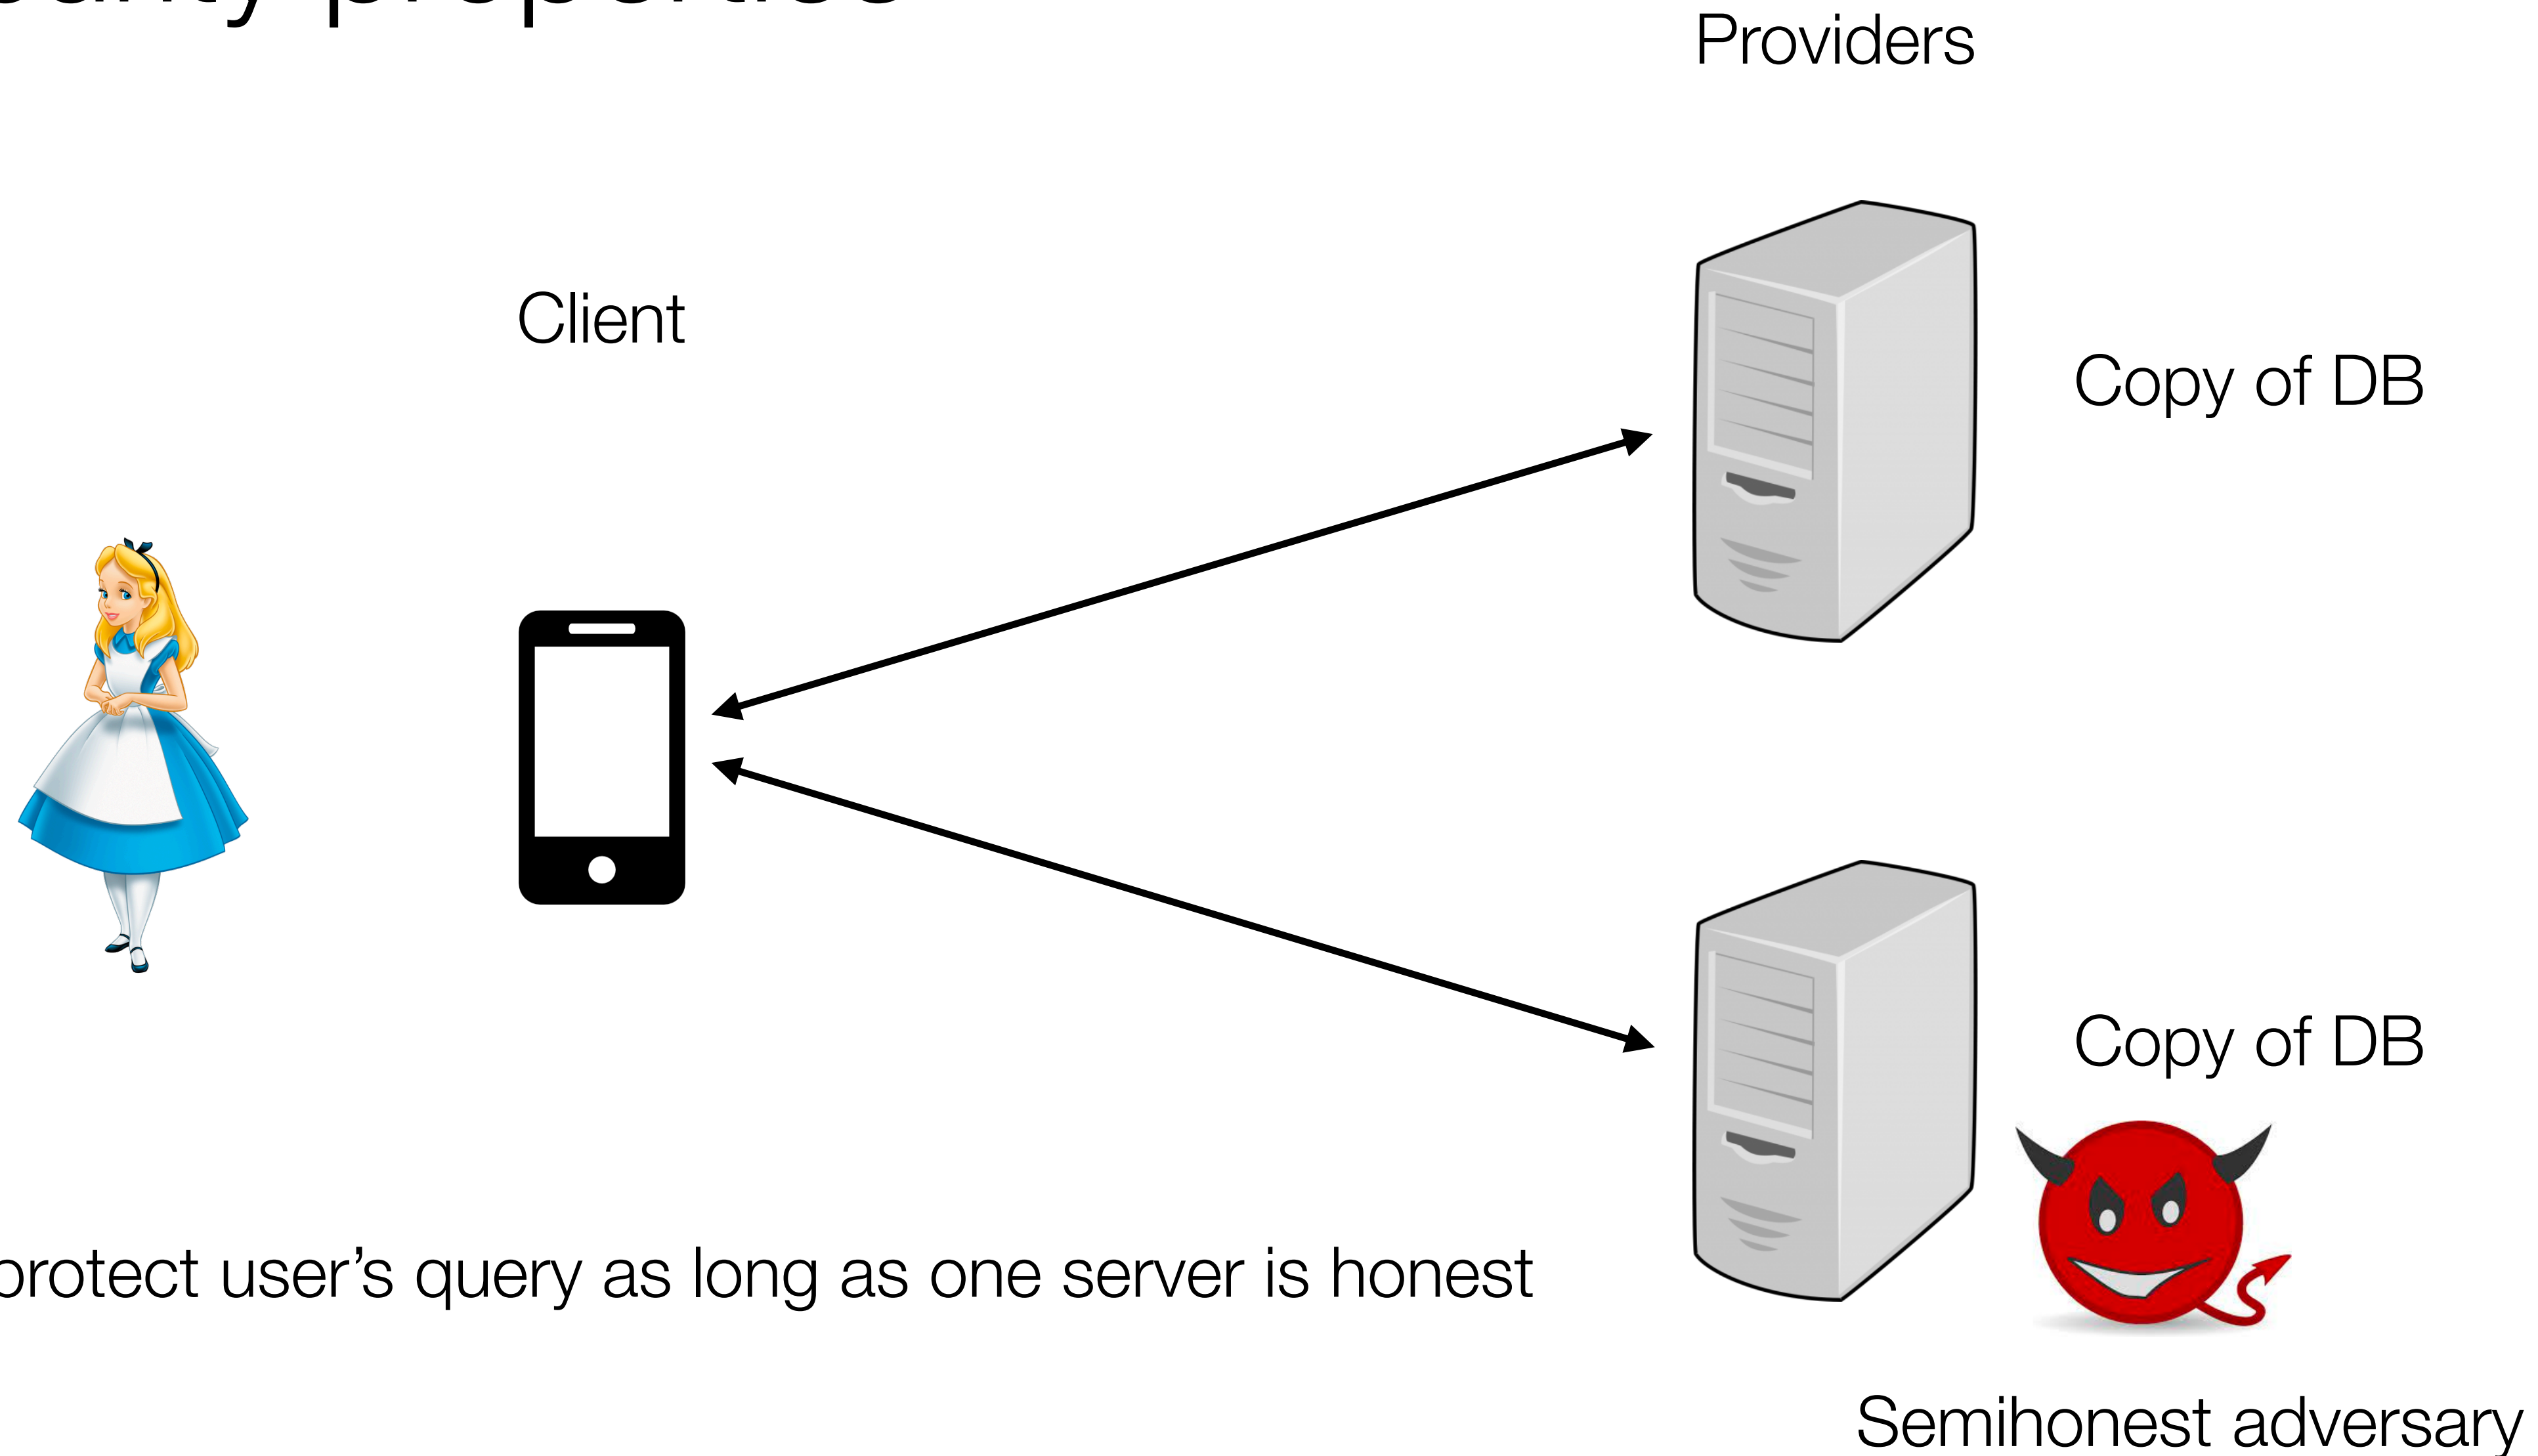 properties
Providers
Client
Copy of DB
Copy of DB
protect user’s query as long as one server is honest
Semihonest adversary